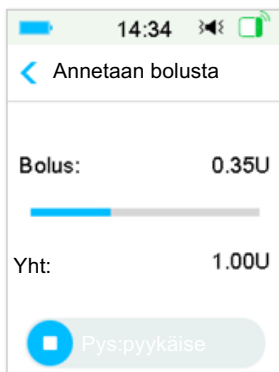 14:34
Annetaan bolusta
Bolus: 0.35U
Yht: 1.00U
Pys:pyykäise